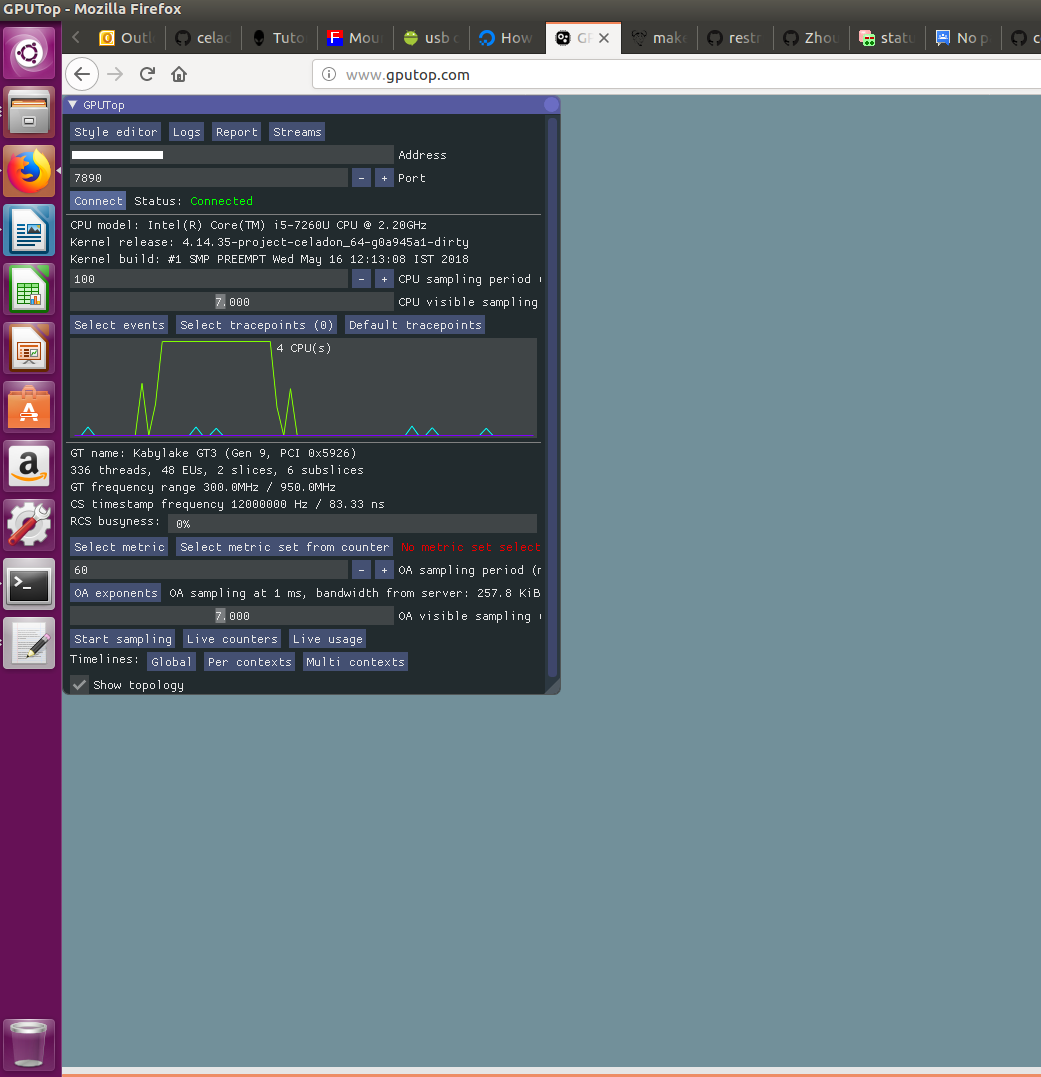 GPUTop - Mozilla Firefox
Outl celad Tuto Mour usb c How GP make restr Zhou statu No p c
www.gputop.com
GPUTop
Style editor Logs Report Streams
Address
7890 - + Port
Connect Status: Connected
CPU model: Intel(R) Core(TM) i5-7260U CPU @ 2.20GHz
Kernel release: 4.14.35-project-celadon_64-g0a945a1-dirty
Kernel build: #1 SMP PREEMPT Wed May 16 12:13:08 IST 2018
100 - + CPU sampling period (
7.000 CPU visible sampling
Select events Select tracepoints (0) Default tracepoints
4 CPU(s)
GT name: Kabylake GT3 (Gen 9, PCI 0x5926)
336 threads, 48 EUs, 2 slices, 6 subslices
GT frequency range 300.0MHz / 950.0MHz
CS timestamp frequency 12000000 Hz / 83.33 ns
RCS busyness: 0%
Select metric Select metric set from counter No metric set select
60 - + OA sampling period (m
OA exponents OA sampling at 1 ms, bandwidth from server: 257.8 KiB
7.000 OA visible sampling (
Start sampling Live counters Live usage
Timelines: Global Per contexts Multi contexts
Show topology